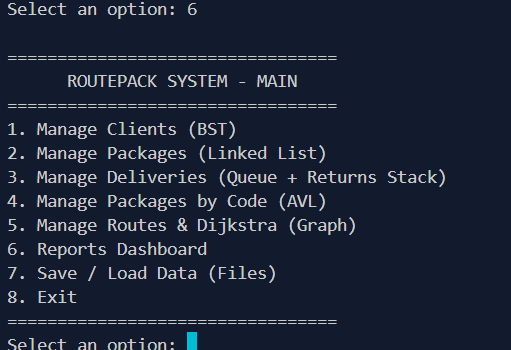 Select an option: 6
=================================
ROUTEPACK SYSTEM - MAIN
=================================
1. Manage Clients (BST)
2. Manage Packages (Linked List)
3. Manage Deliveries (Queue + Returns Stack)
4. Manage Packages by Code (AVL)
5. Manage Routes & Dijkstra (Graph)
6. Reports Dashboard
7. Save / Load Data (Files)
8. Exit
=================================
Select an option: